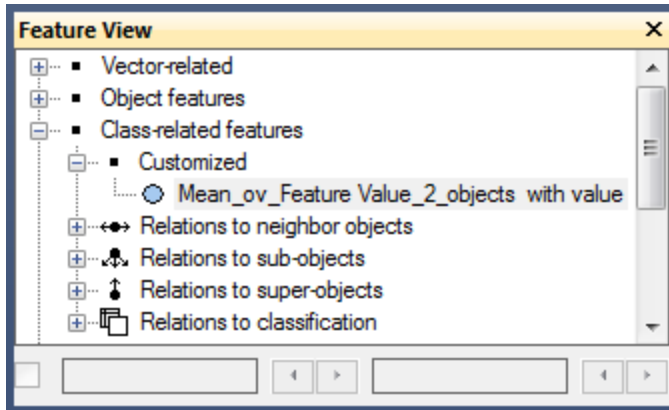 Feature View
Vector-related
Object features
Class-related features
Customized
Mean_ov_Feature Value_2_objects with value
Relations to neighbor objects
Relations to sub-objects
Relations to super-objects
Relations to classification